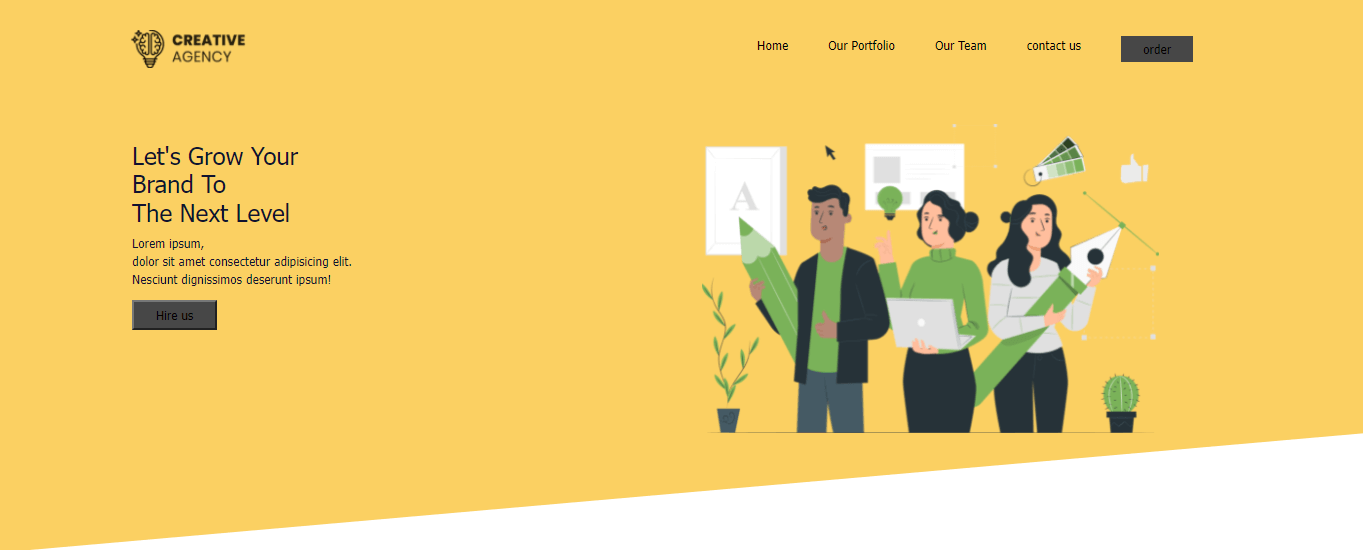 CREATIVE
AGENCY
Home
Our Portfolio
Our Team
contact us
order
Let's Grow Your
Brand To
The Next Level
Lorem ipsum,
dolor sit amet consectetur adipisicing elit.
Nesciunt dignissimos deserunt ipsum!
Hire us
A